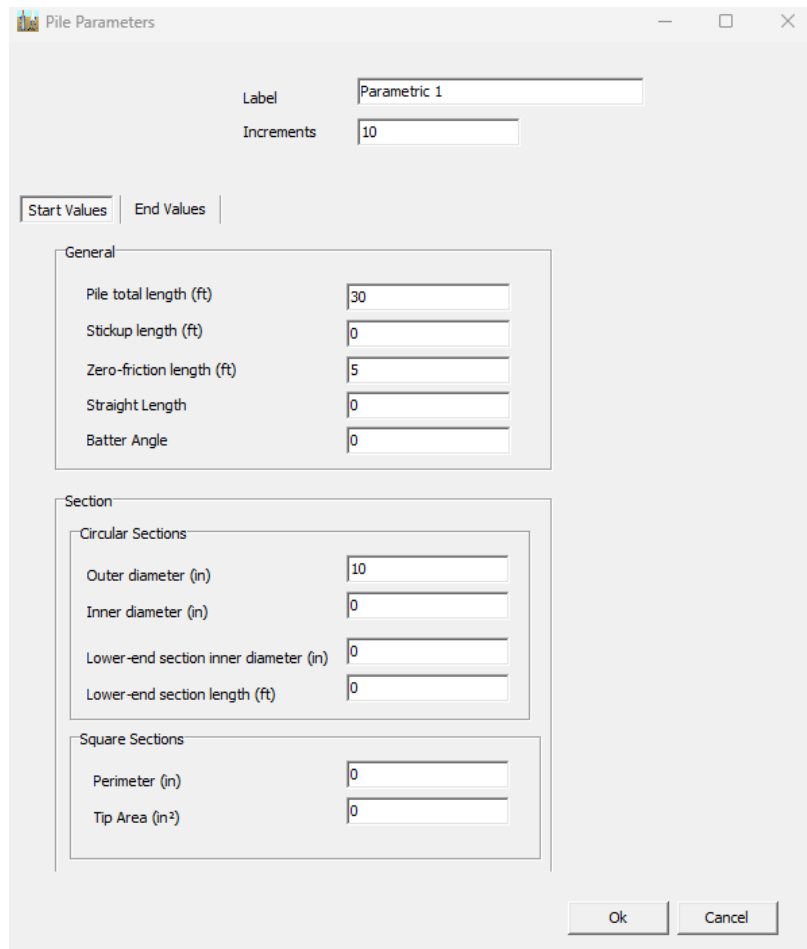 Pile Parameters
Label Parametric 1
Increments 10
Start Values End Values
General
Pile total length (ft) 30
Stickup length (ft) 0
Zero-friction length (ft) 5
Straight Length 0
Batter Angle 0
Section
Circular Sections
Outer diameter (in) 10
Inner diameter (in) 0
Lower-end section inner diameter (in) 0
Lower-end section length (ft) 0
Square Sections
Perimeter (in) 0
Tip Area (in²) 0
Ok Cancel